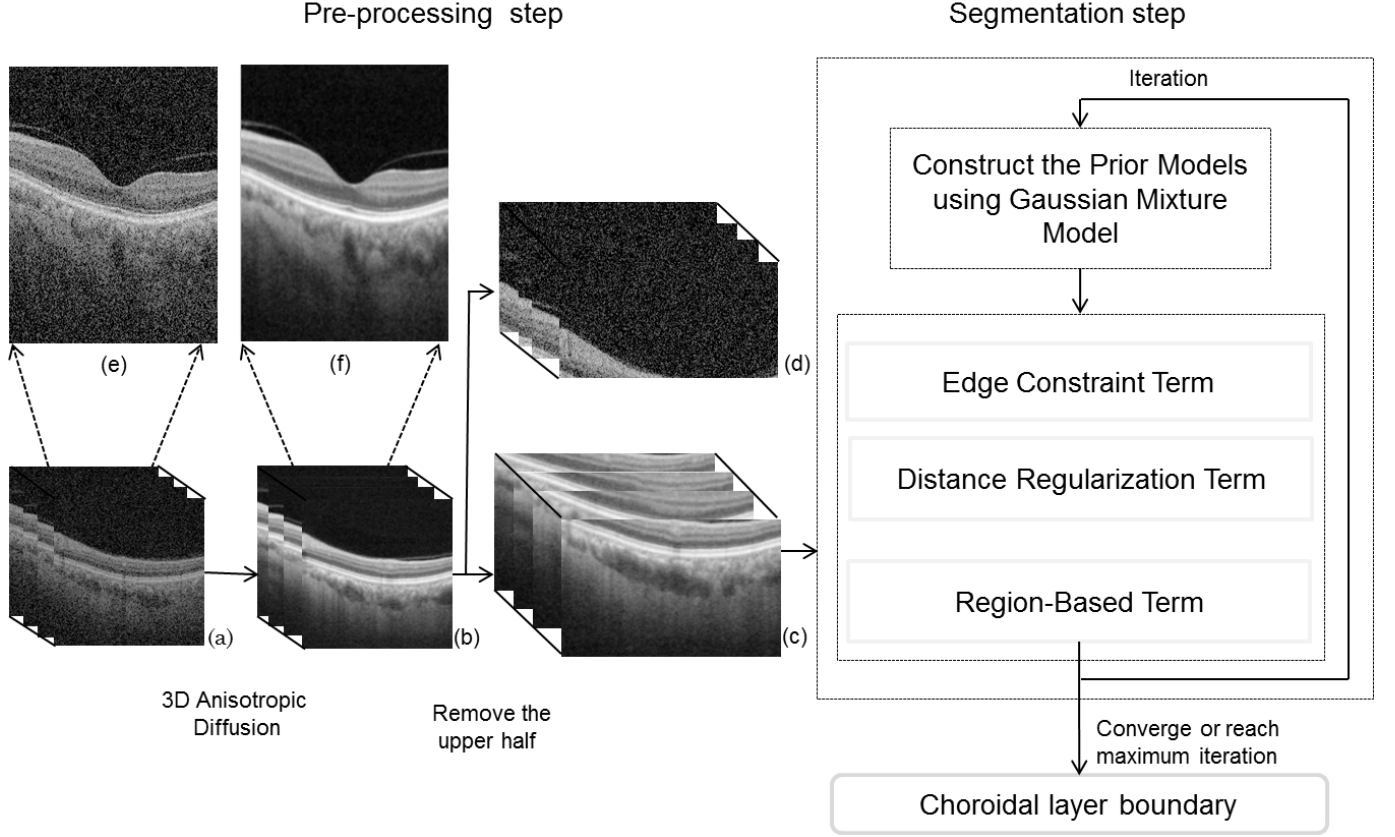 Pre-processing step
Segmentation step
(e)
(f)
(d)
(a)
(b)
(c)
3D Anisotropic
Diffusion
Remove the
upper half
Iteration
Construct the Prior Models
using Gaussian Mixture
Model
Edge Constraint Term
Distance Regularization Term
Region-Based Term
Converge or reach
maximum iteration
Choroidal layer boundary